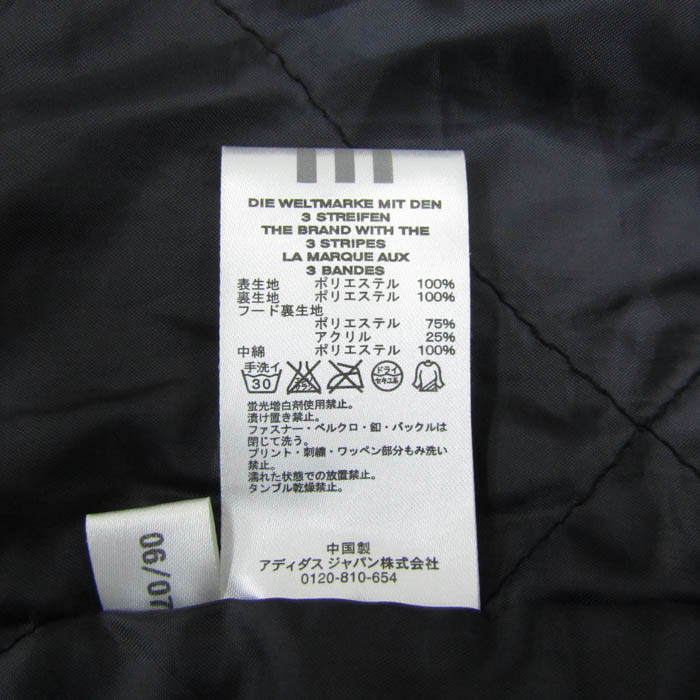 DIE WELTMARKE MIT DEN
3 STREIFEN
THE BRAND WITH THE
3 STRIPES
LA MARQUE AUX
3 BANDES
表生地 ポリエステル 100%
裏生地 ポリエステル 100%
フード裏生地
ポリエステル 75%
アクリル 25%
中綿 ポリエステル 100%
手洗イ
30
ドライ
セキユ系
蛍光増白剤使用禁止。
漬け置き禁止。
ファスナー・ベルクロ・釦・バックルは
閉じて洗う。
プリント・刺繍・ワッペン部分もみ洗い
禁止。
濡れた状態での放置禁止。
タンブル乾燥禁止。
中国製
アディダス ジャパン株式会社
0120-810-654
06/07